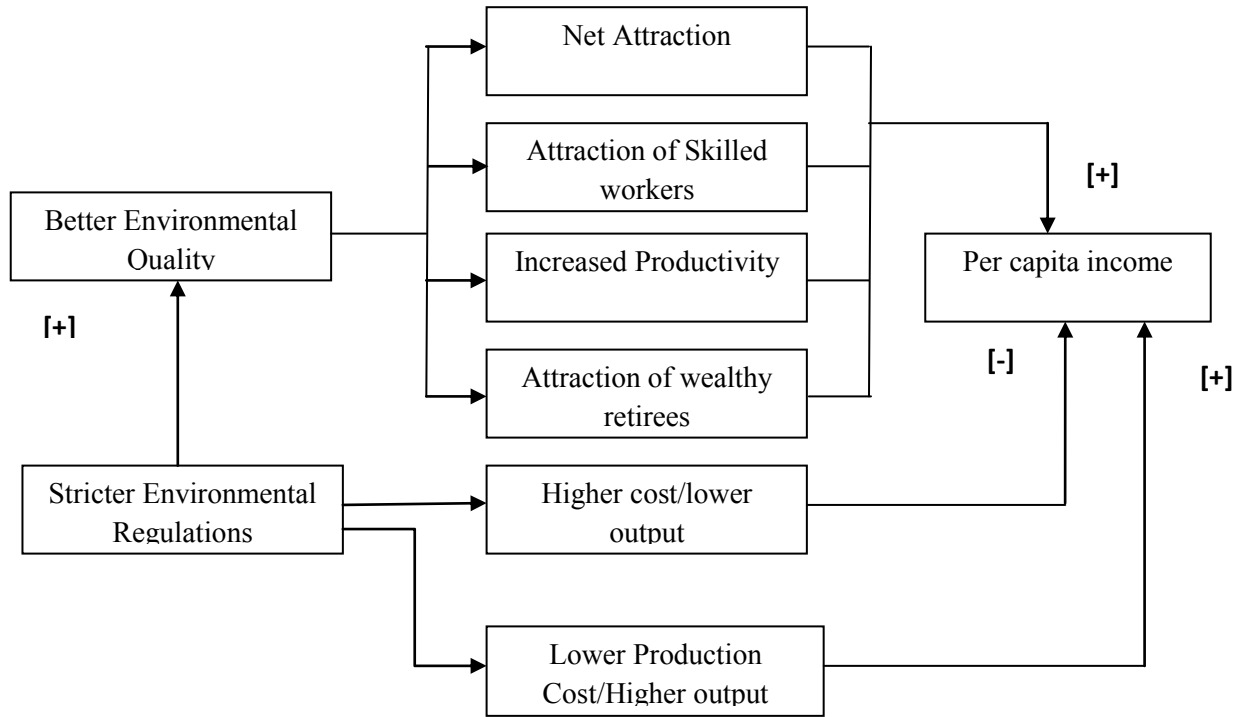 Net Attraction
Attraction of Skilled
workers
[+]
Better Environmental
Quality
Increased Productivity
Per capita income
[+]
[-]
[+]
Attraction of wealthy
retirees
Stricter Environmental
Regulations
Higher cost/lower
output
Lower Production
Cost/Higher output